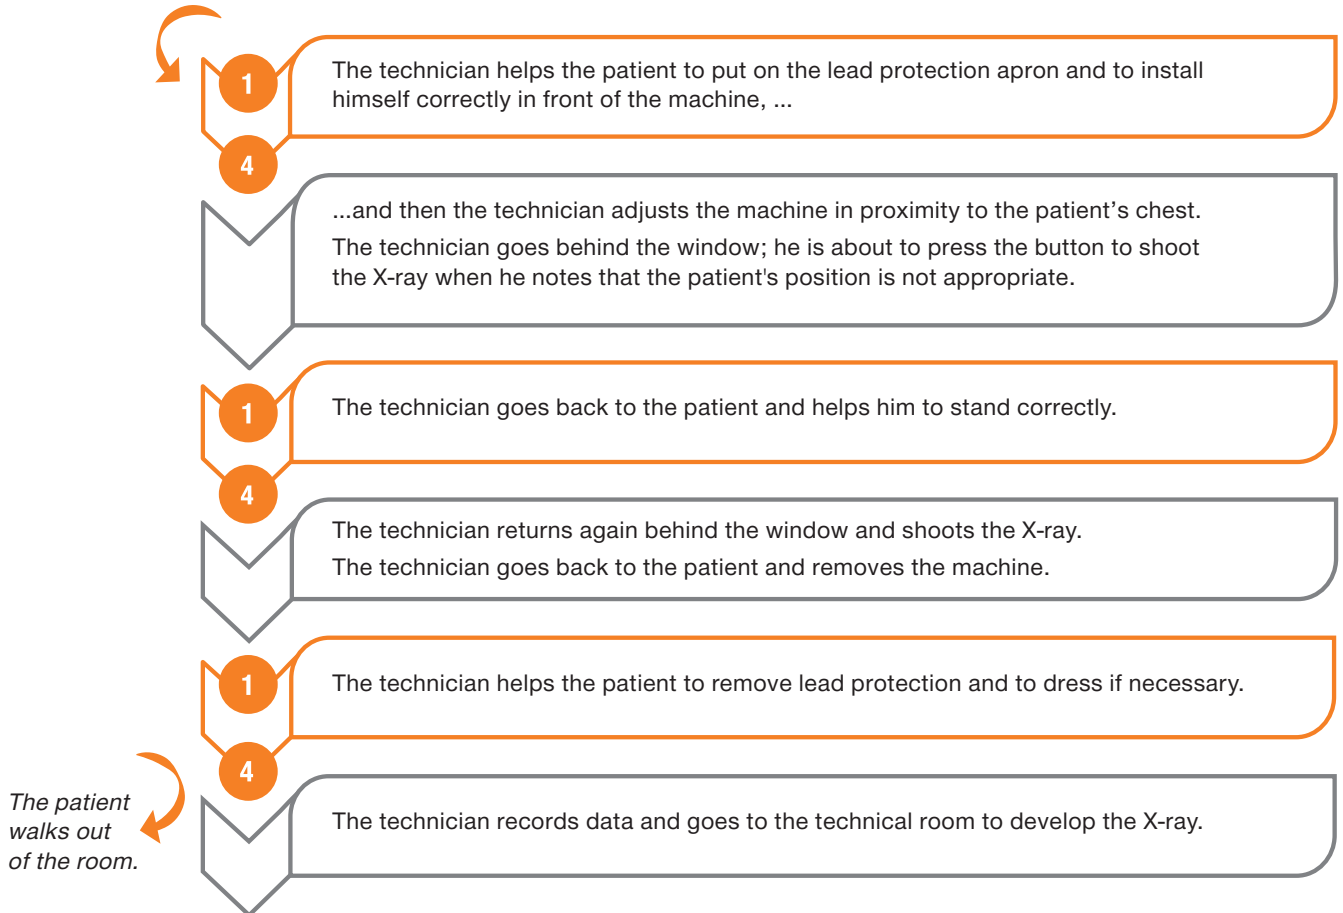 1
The technician helps the patient to put on the lead protection apron and to install
himself correctly in front of the machine, ...
4
...and then the technician adjusts the machine in proximity to the patient’s chest.
The technician goes behind the window; he is about to press the button to shoot
the X-ray when he notes that the patient's position is not appropriate.
1
The technician goes back to the patient and helps him to stand correctly.
4
The technician returns again behind the window and shoots the X-ray.
The technician goes back to the patient and removes the machine.
1
The technician helps the patient to remove lead protection and to dress if necessary.
4
The patient
walks out
of the room.
The technician records data and goes to the technical room to develop the X-ray.